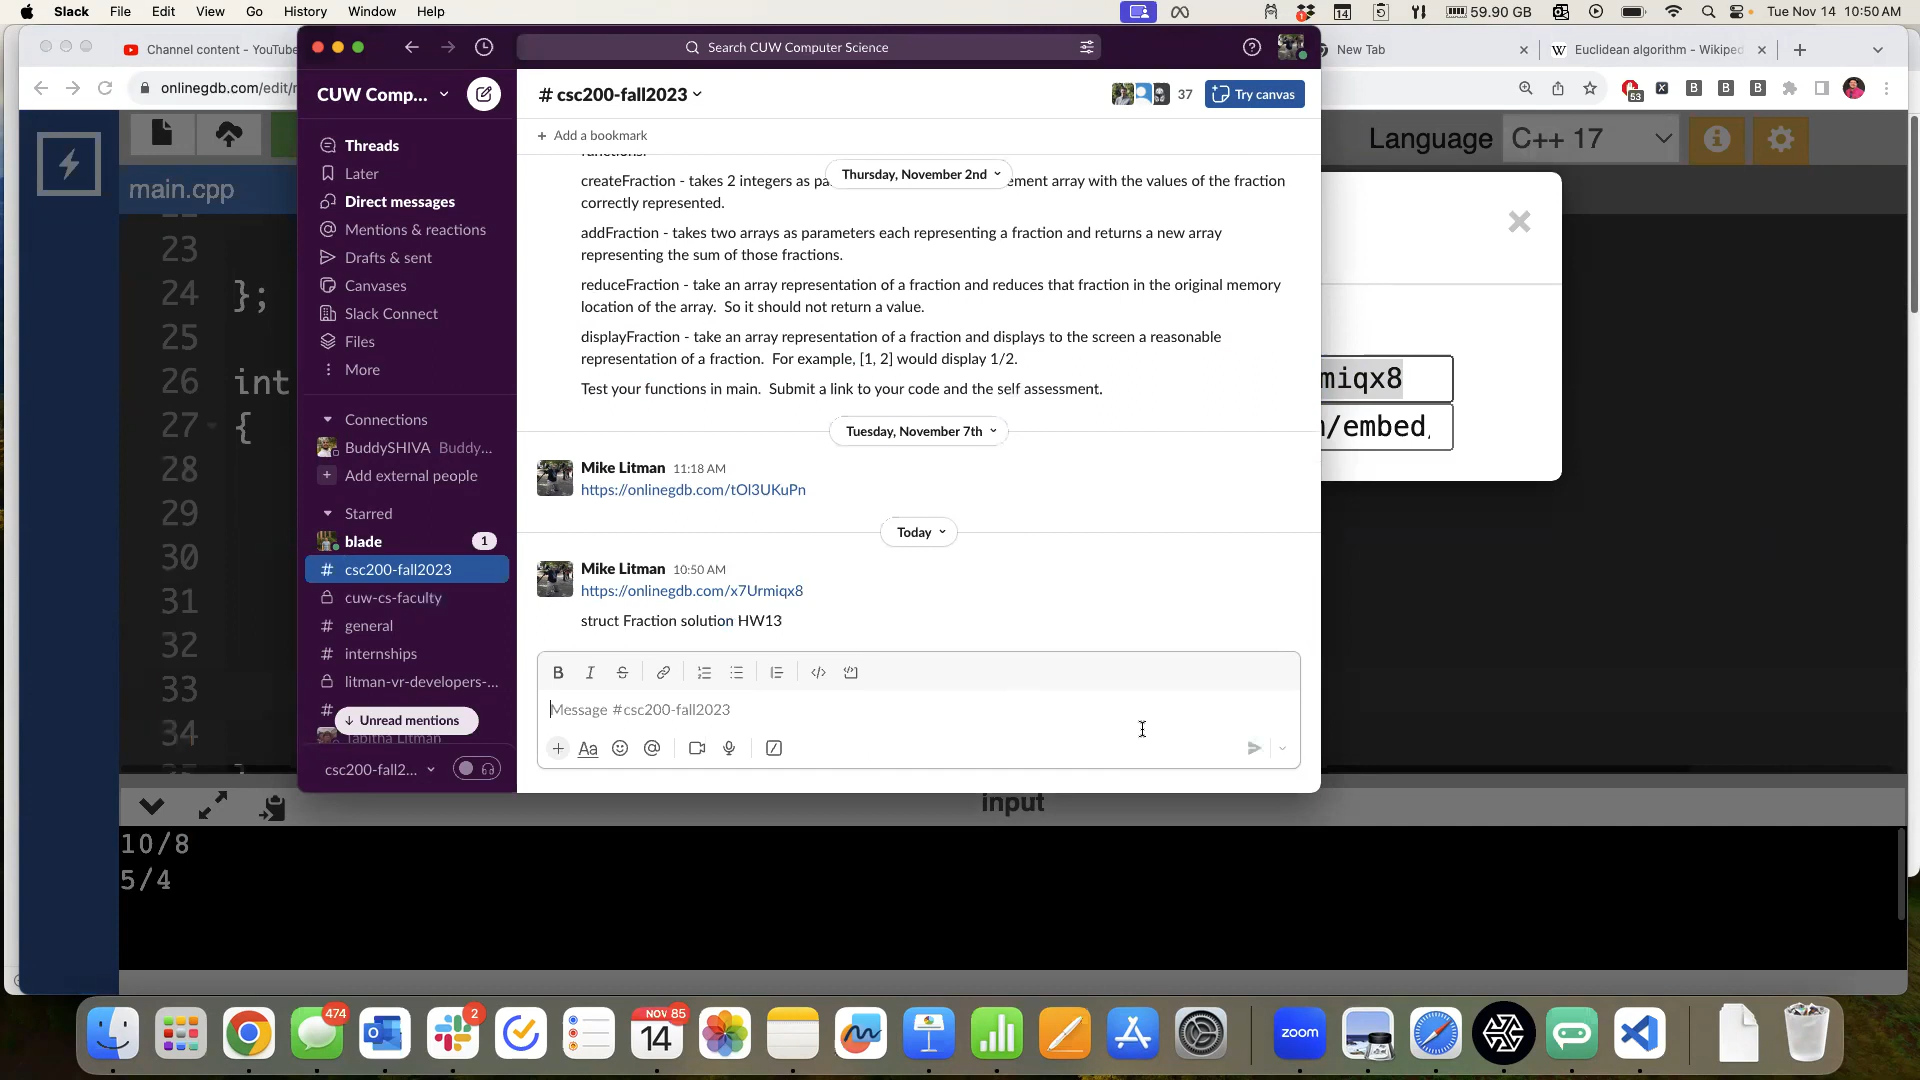 Slack File Edit View Go History Window Help 59.90 GB Tue Nov 14 10:50 AM
Channel content - YouTube
Search CUW Computer Science
New Tab
Euclidean algorithm - Wikiped
onlinegdb.com/edit/
53
CUW Comp...
# csc200-fall2023
37
Try canvas
Add a bookmark
Language C++ 17
main.cpp
Threads
Later
Direct messages
Mentions & reactions
Drafts & sent
Canvases
Slack Connect
Files
More
Connections
BuddySHIVA Buddy...
Add external people
Starred
blade 1
# csc200-fall2023
cuw-cs-faculty
# general
# internships
litman-vr-developers-...
#
Unread mentions
Tabitha Litman
csc200-fall2...
functions.
Thursday, November 2nd
createFraction - takes 2 integers as pa ement array with the values of the fraction
correctly represented.
addFraction - takes two arrays as parameters each representing a fraction and returns a new array
representing the sum of those fractions.
reduceFraction - take an array representation of a fraction and reduces that fraction in the original memory
location of the array. So it should not return a value.
displayFraction - take an array representation of a fraction and displays to the screen a reasonable
representation of a fraction. For example, [1, 2] would display 1/2.
Test your functions in main. Submit a link to your code and the self assessment.
Tuesday, November 7th
Mike Litman 11:18 AM
https://onlinegdb.com/tOl3UKuPn
Today
Mike Litman 10:50 AM
https://onlinegdb.com/x7Urmiqx8
struct Fraction solution HW13
B I S
Message #csc200-fall2023
Aa
miqx8
/embed/
23
24 };
25
26 int
27 {
28
29
30
31
32
33
34
input
10/8
5/4
474
2
NOV 85
14
zoom